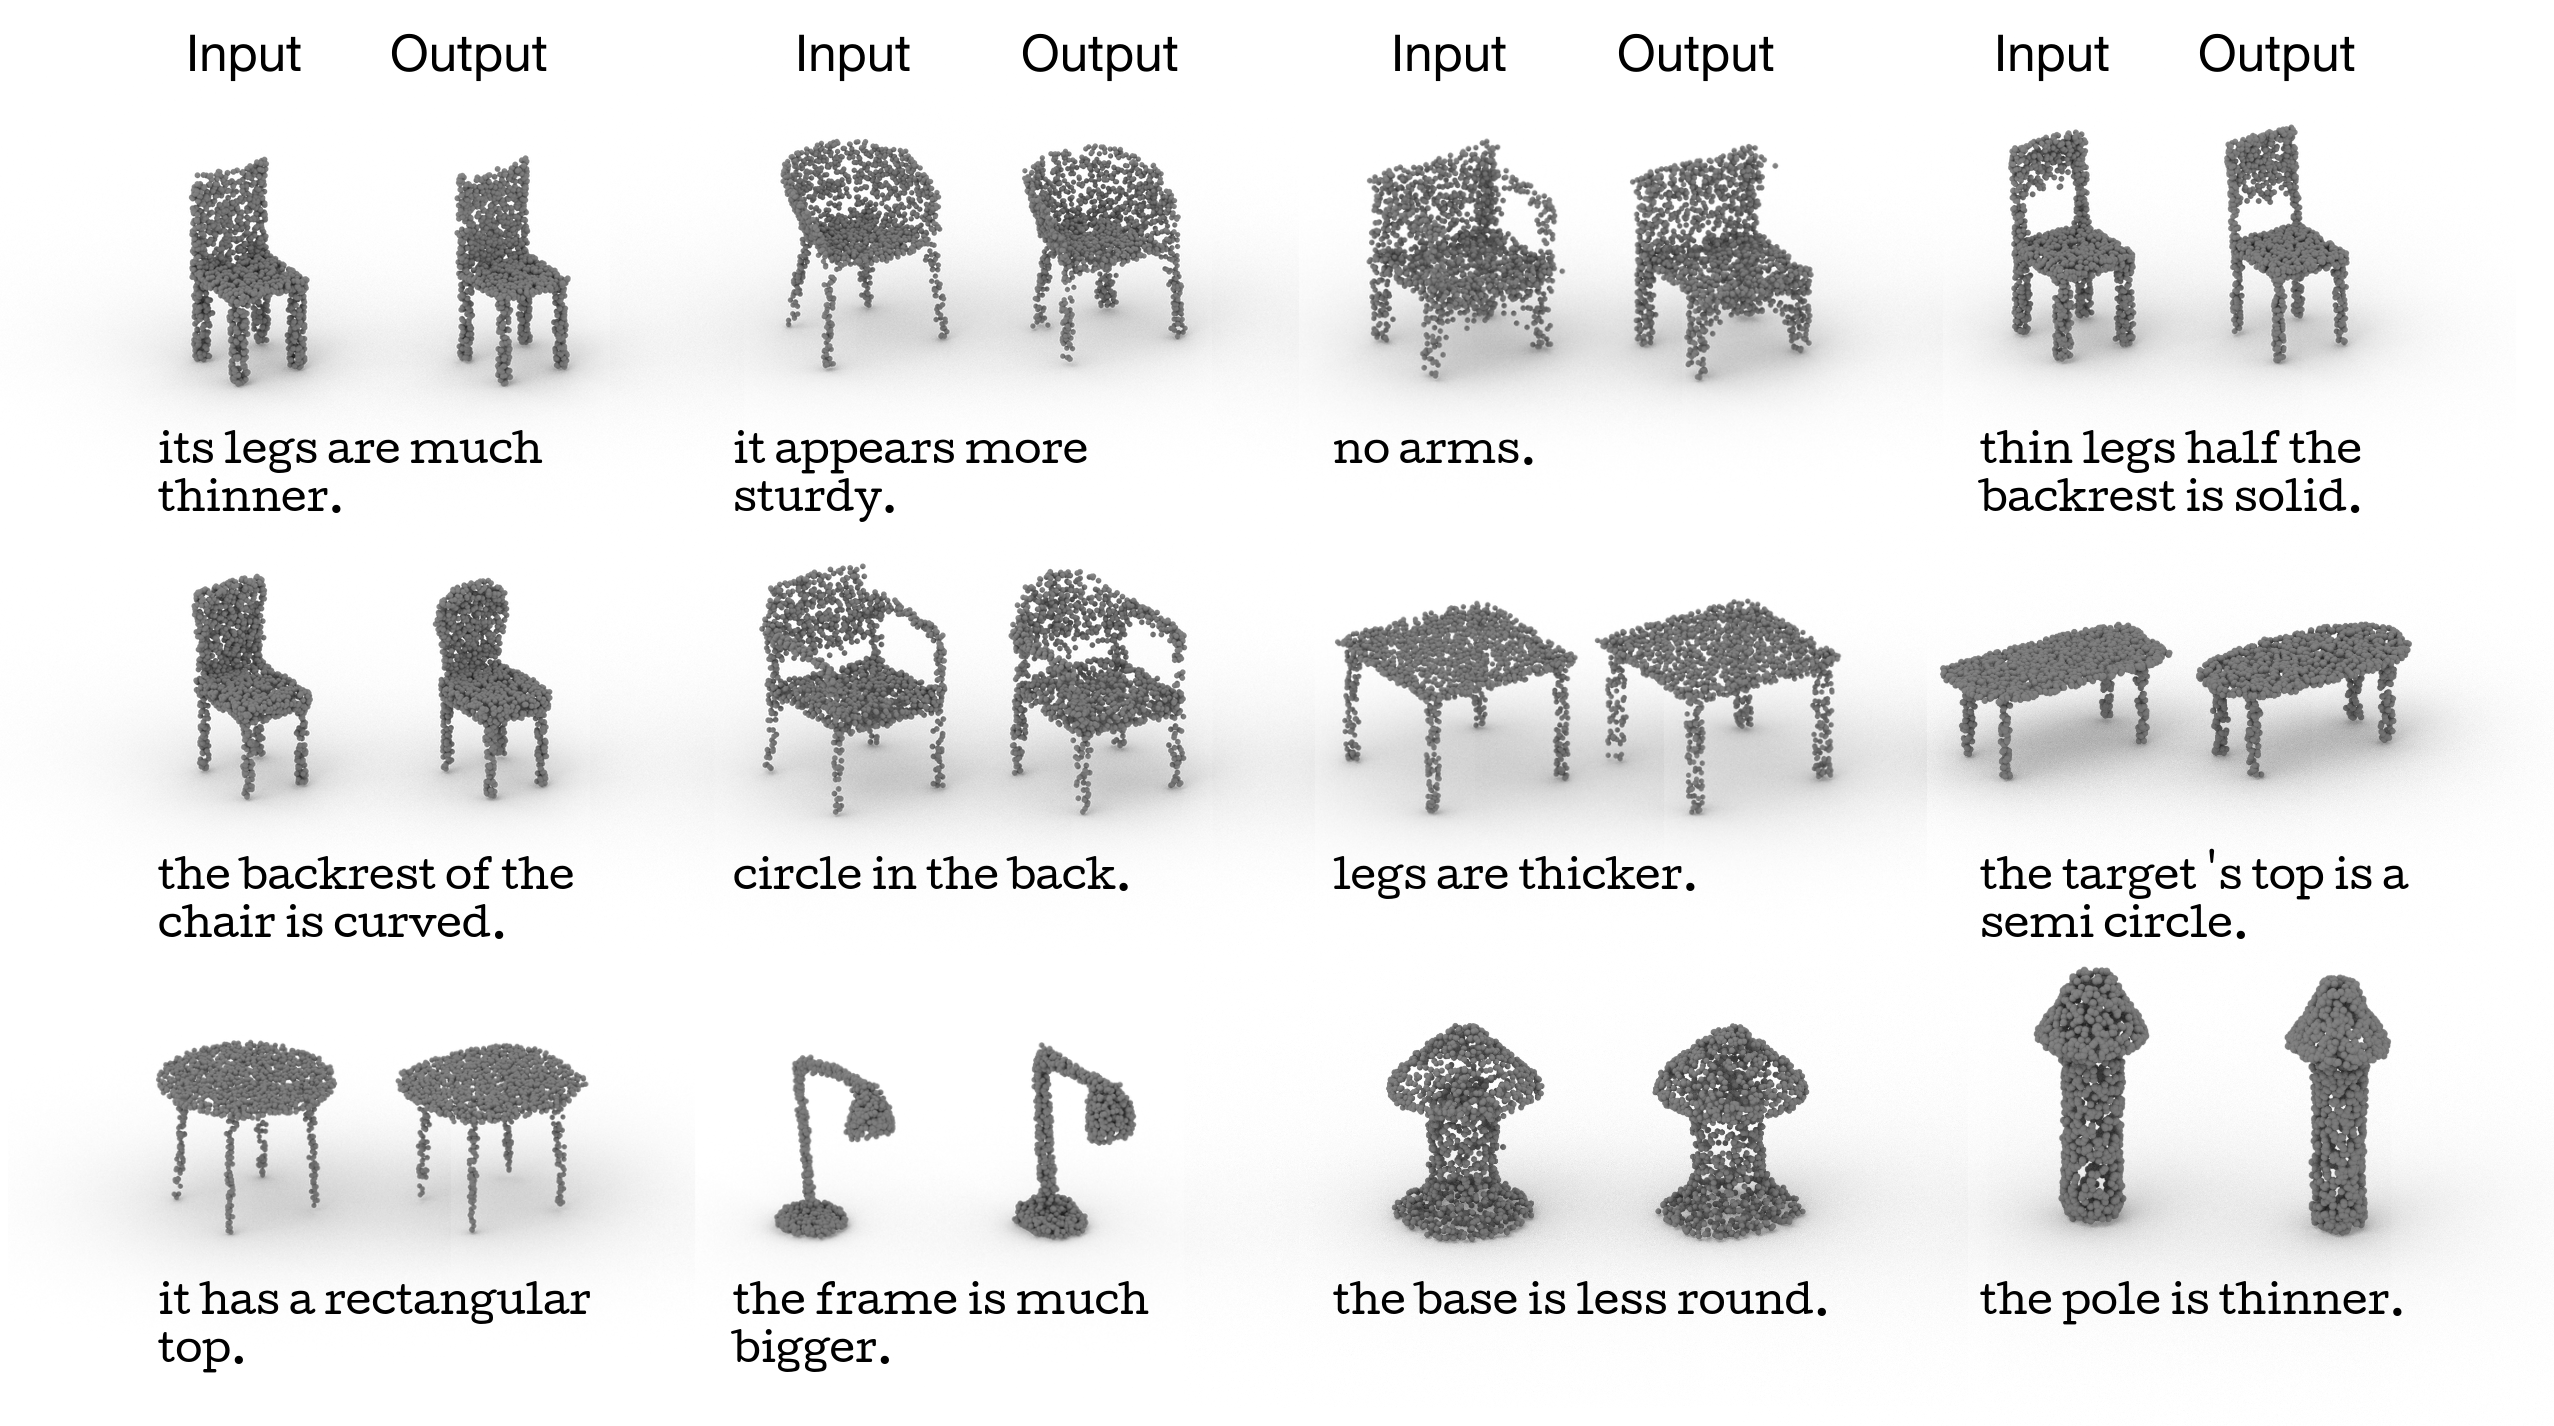 Input Output Input Output Input Output Input Output
its legs are much
thinner.
it appears more
sturdy.
no arms.
thin legs half the
backrest is solid.
the backrest of the
chair is curved.
circle in the back.
legs are thicker.
the target 's top is a
semi circle.
it has a rectangular
top.
the frame is much
bigger.
the base is less round.
the pole is thinner.